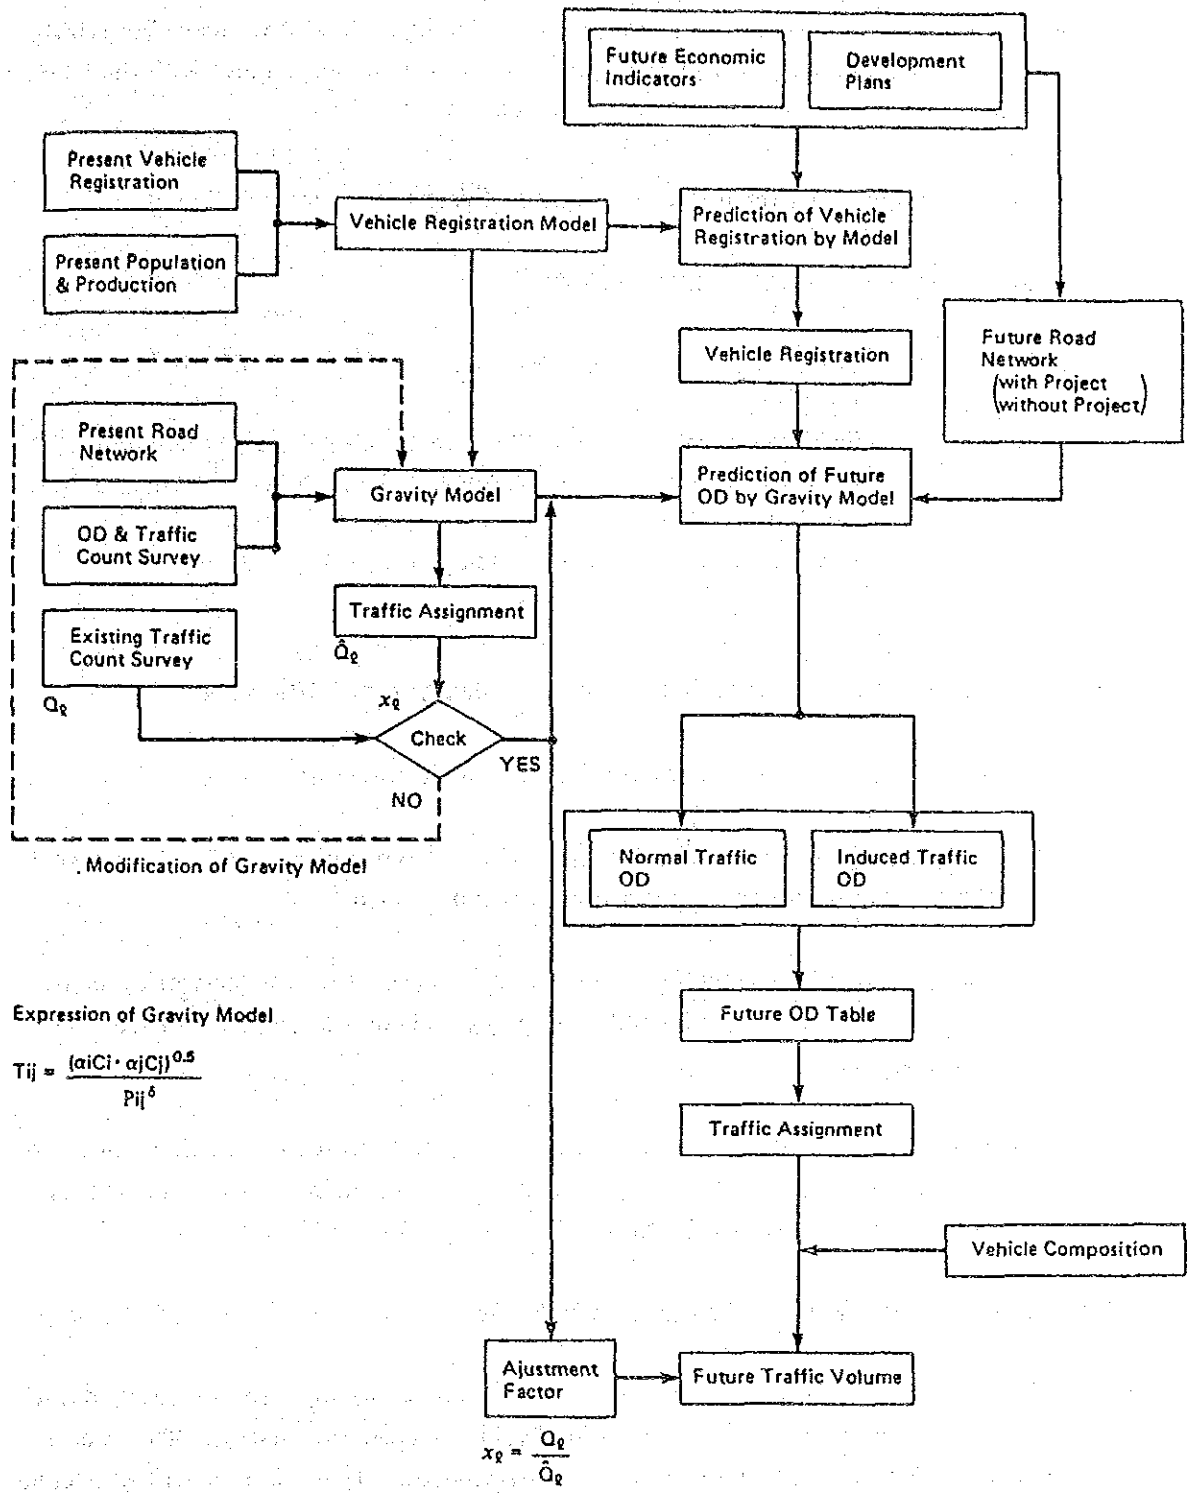 Future Economic
Indicators
Development
Plans
Present Vehicle
Registration
Present Population
& Production
Vehicle Registration Model
Prediction of Vehicle
Registration by Model
Vehicle Registration
Future Road
Network
(with Project
without Project)
Present Road
Network
OD & Traffic
Count Survey
Existing Traffic
Count Survey
Qℓ
Gravity Model
Prediction of Future
OD by Gravity Model
Traffic Assignment
Q̂ℓ
xℓ
Check
YES
NO
Modification of Gravity Model
Normal Traffic
OD
Induced Traffic
OD
Future OD Table
Expression of Gravity Model
Tij = (αiCi · αjCj)^0.5 / Pij^δ
Traffic Assignment
Vehicle Composition
Ajustment
Factor
Future Traffic Volume
xℓ = Qℓ / Q̂ℓ